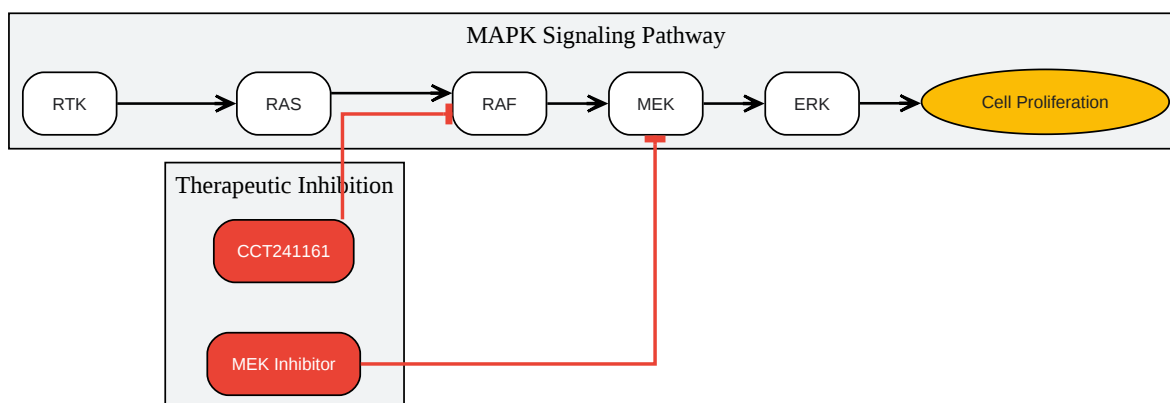 MAPK Signaling Pathway
RTK
RAS
RAF
MEK
ERK
Cell Proliferation
Therapeutic Inhibition
CCT241161
MEK Inhibitor